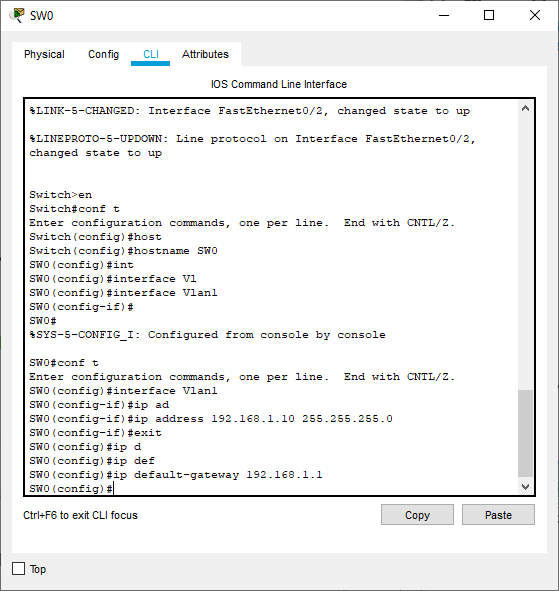 SW0
Physical Config CLI Attributes
IOS Command Line Interface
%LINK-5-CHANGED: Interface FastEthernet0/2, changed state to up
%LINEPROTO-5-UPDOWN: Line protocol on Interface FastEthernet0/2,
changed state to up
Switch>en
Switch#conf t
Enter configuration commands, one per line.  End with CNTL/Z.
Switch(config)#host
Switch(config)#hostname SW0
SW0(config)#int
SW0(config)#interface Vl
SW0(config)#interface Vlan1
SW0(config-if)#
SW0#
%SYS-5-CONFIG_I: Configured from console by console
SW0#conf t
Enter configuration commands, one per line.  End with CNTL/Z.
SW0(config)#interface Vlan1
SW0(config-if)#ip ad
SW0(config-if)#ip address 192.168.1.10 255.255.255.0
SW0(config-if)#exit
SW0(config)#ip d
SW0(config)#ip def
SW0(config)#ip default-gateway 192.168.1.1
SW0(config)#
Ctrl+F6 to exit CLI focus
Copy Paste
Top